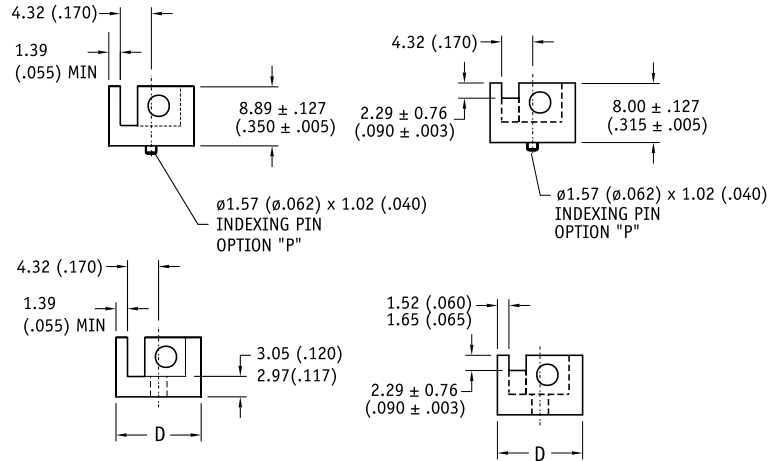 4.32 (.170)
1.39
(.055) MIN
8.89 ± .127
(.350 ± .005)
ø1.57 (ø.062) x 1.02 (.040)
INDEXING PIN
OPTION "P"
4.32 (.170)
2.29 ± 0.76
(.090 ± .003)
8.00 ± .127
(.315 ± .005)
ø1.57 (ø.062) x 1.02 (.040)
INDEXING PIN
OPTION "P"
4.32 (.170)
1.39
(.055) MIN
3.05 (.120)
2.97(.117)
D
1.52 (.060)
1.65 (.065)
2.29 ± 0.76
(.090 ± .003)
D